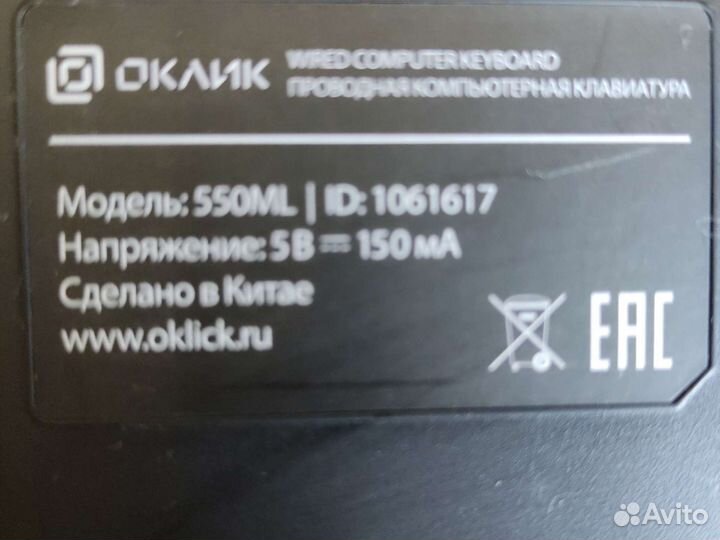 ОКЛИК
WIRED COMPUTER KEYBOARD
ПРОВОДНАЯ КОМПЬЮТЕРНАЯ КЛАВИАТУРА
Модель: 550ML | ID: 1061617
Напряжение: 5 В ⎓ 150 мА
Сделано в Китае
www.oklick.ru
EAC
Avito